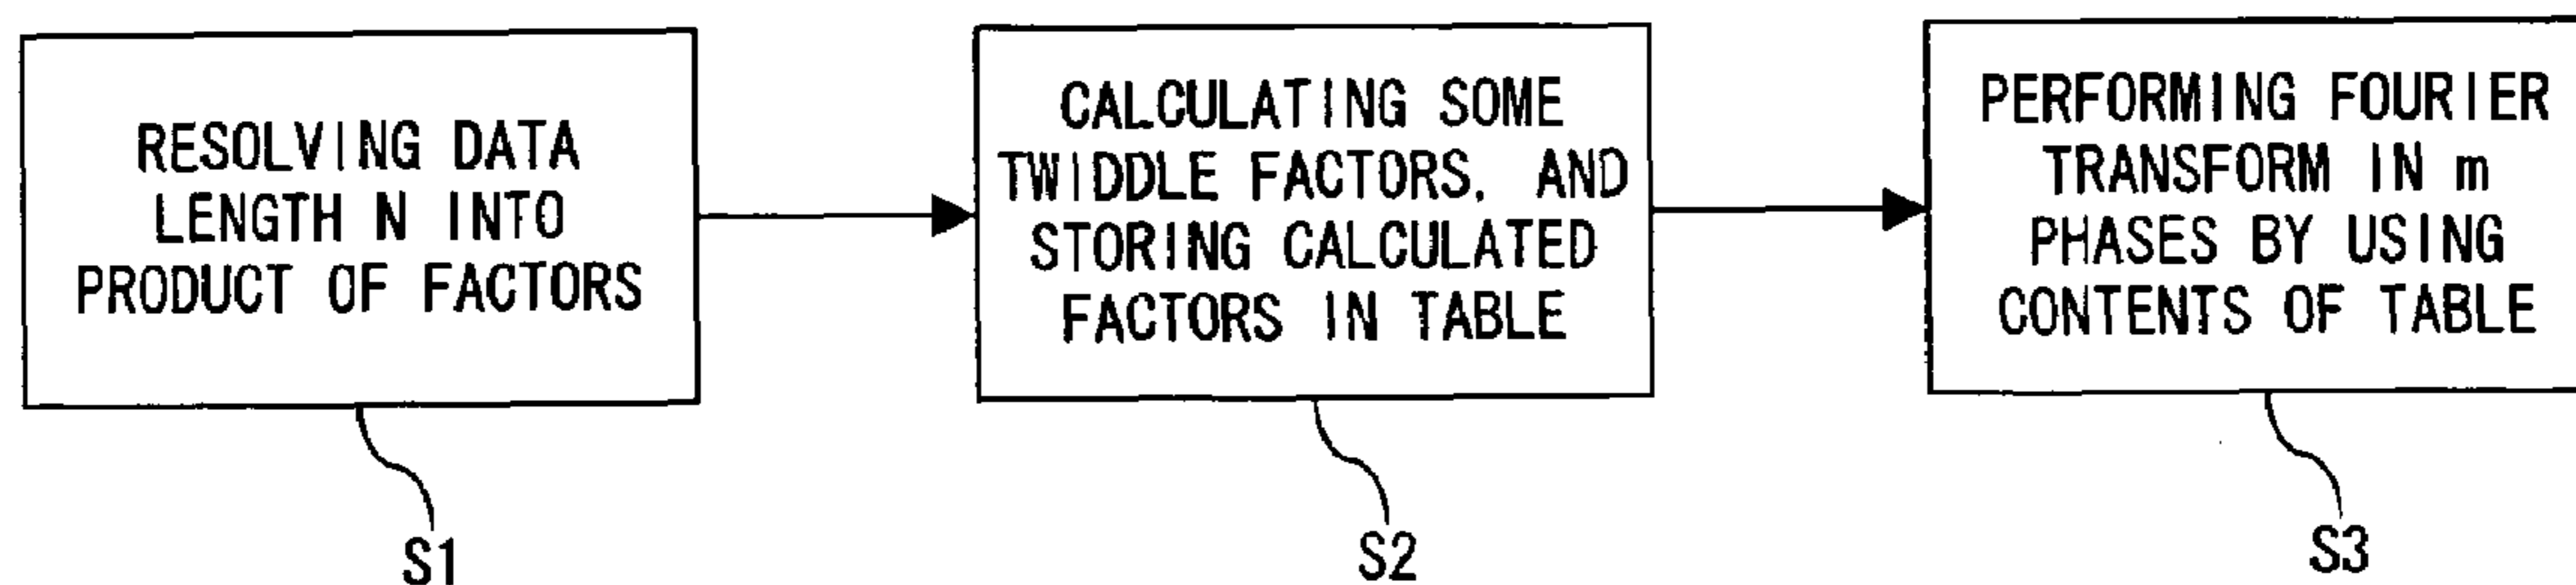 RESOLVING DATA
LENGTH N INTO
PRODUCT OF FACTORS
S1
CALCULATING SOME
TWIDDLE FACTORS, AND
STORING CALCULATED
FACTORS IN TABLE
S2
PERFORMING FOURIER
TRANSFORM IN m
PHASES BY USING
CONTENTS OF TABLE
S3